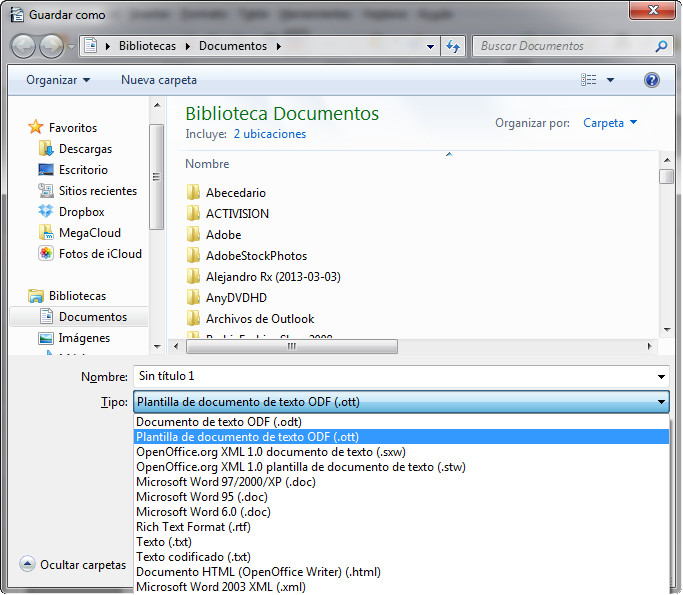 Guardar como
Bibliotecas Documentos
Buscar Documentos
Organizar Nueva carpeta
Favoritos
Descargas
Escritorio
Sitios recientes
Dropbox
MegaCloud
Fotos de iCloud
Bibliotecas
Documentos
Imágenes
Biblioteca Documentos
Incluye: 2 ubicaciones
Organizar por: Carpeta
Nombre
Abecedario
ACTIVISION
Adobe
AdobeStockPhotos
Alejandro Rx (2013-03-03)
AnyDVDHD
Archivos de Outlook
Nombre: Sin título 1
Tipo: Plantilla de documento de texto ODF (.ott)
Documento de texto ODF (.odt)
Plantilla de documento de texto ODF (.ott)
OpenOffice.org XML 1.0 documento de texto (.sxw)
OpenOffice.org XML 1.0 plantilla de documento de texto (.stw)
Microsoft Word 97/2000/XP (.doc)
Microsoft Word 95 (.doc)
Microsoft Word 6.0 (.doc)
Rich Text Format (.rtf)
Texto (.txt)
Texto codificado (.txt)
Documento HTML (OpenOffice Writer) (.html)
Microsoft Word 2003 XML (.xml)
Ocultar carpetas